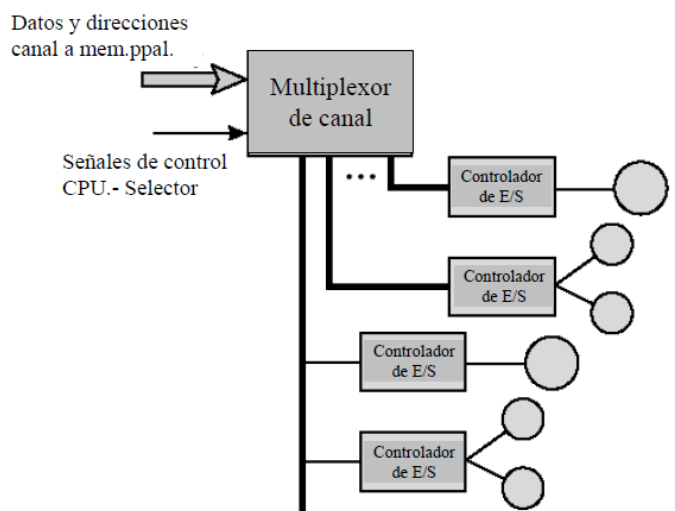 Datos y direcciones
canal a mem.ppal.
Multiplexor
de canal
Señales de control
CPU.- Selector
...
Controlador
de E/S
Controlador
de E/S
Controlador
de E/S
Controlador
de E/S